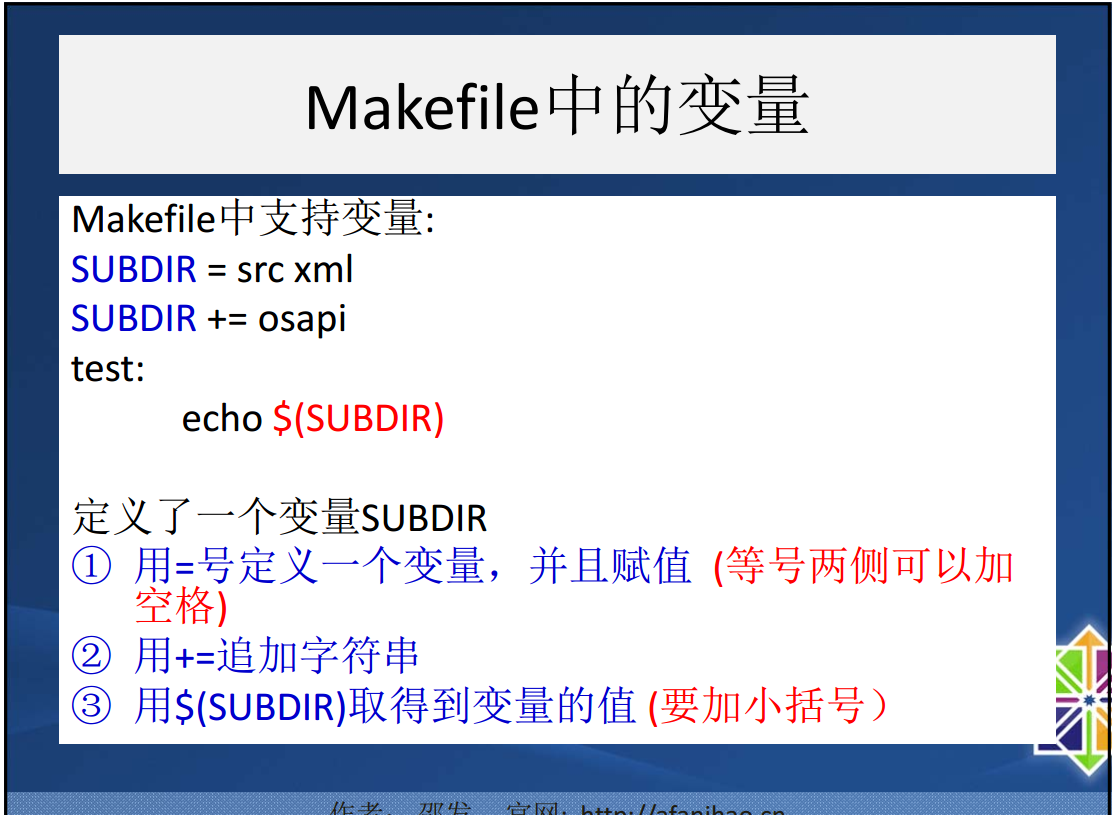 Makefile中的变量
Makefile中支持变量:
SUBDIR = src xml
SUBDIR += osapi
test:
echo $(SUBDIR)
定义了一个变量SUBDIR
① 用=号定义一个变量，并且赋值 (等号两侧可以加
空格)
② 用+=追加字符串
③ 用$(SUBDIR)取得到变量的值 (要加小括号）
作者： 邵发 官网: http://afanihao.cn